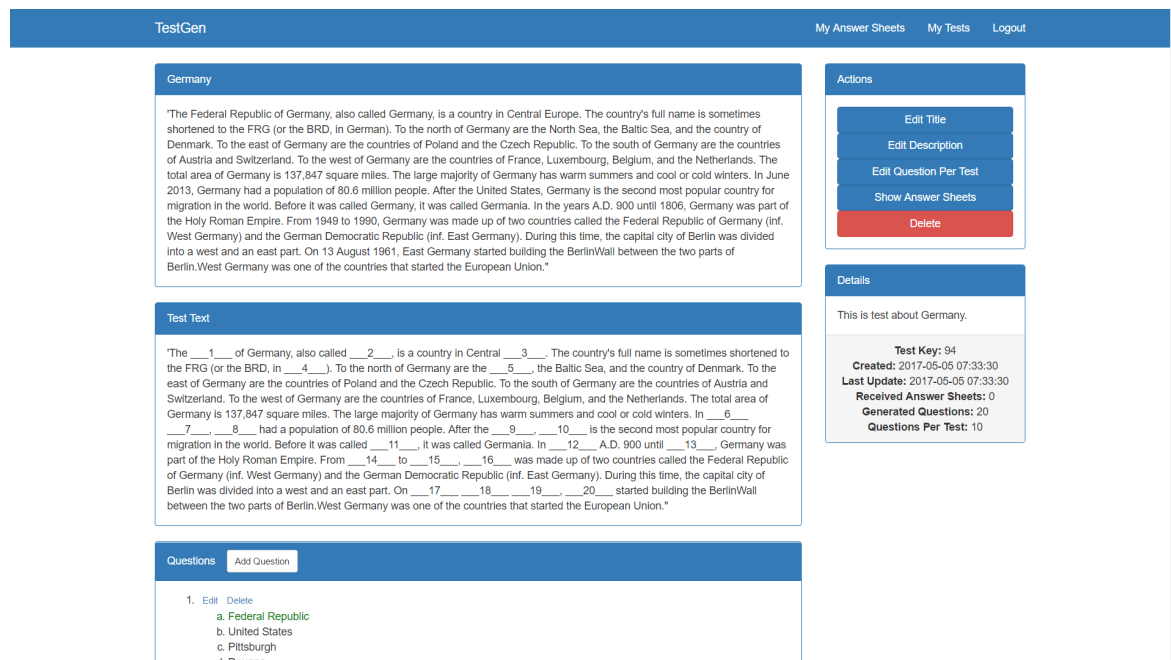 TestGen
My Answer Sheets My Tests Logout
Germany
'The Federal Republic of Germany, also called Germany, is a country in Central Europe. The country's full name is sometimes
shortened to the FRG (or the BRD, in German). To the north of Germany are the North Sea, the Baltic Sea, and the country of
Denmark. To the east of Germany are the countries of Poland and the Czech Republic. To the south of Germany are the countries
of Austria and Switzerland. To the west of Germany are the countries of France, Luxembourg, Belgium, and the Netherlands. The
total area of Germany is 137,847 square miles. The large majority of Germany has warm summers and cool or cold winters. In June
2013, Germany had a population of 80.6 million people. After the United States, Germany is the second most popular country for
migration in the world. Before it was called Germany, it was called Germania. In the years A.D. 900 until 1806, Germany was part of
the Holy Roman Empire. From 1949 to 1990, Germany was made up of two countries called the Federal Republic of Germany (inf.
West Germany) and the German Democratic Republic (inf. East Germany). During this time, the capital city of Berlin was divided
into a west and an east part. On 13 August 1961, East Germany started building the BerlinWall between the two parts of
Berlin.West Germany was one of the countries that started the European Union."
Test Text
'The ___1___ of Germany, also called ___2___, is a country in Central ___3___. The country's full name is sometimes shortened to
the FRG (or the BRD, in ___4___). To the north of Germany are the ___5___, the Baltic Sea, and the country of Denmark. To the
east of Germany are the countries of Poland and the Czech Republic. To the south of Germany are the countries of Austria and
Switzerland. To the west of Germany are the countries of France, Luxembourg, Belgium, and the Netherlands. The total area of
Germany is 137,847 square miles. The large majority of Germany has warm summers and cool or cold winters. In ___6___
___7___, ___8___ had a population of 80.6 million people. After the ___9___, ___10___ is the second most popular country for
migration in the world. Before it was called ___11___, it was called Germania. In ___12___ A.D. 900 until ___13___, Germany was
part of the Holy Roman Empire. From ___14___ to ___15___, ___16___ was made up of two countries called the Federal Republic
of Germany (inf. West Germany) and the German Democratic Republic (inf. East Germany). During this time, the capital city of
Berlin was divided into a west and an east part. On ___17___ ___18___ ___19___, ___20___ started building the BerlinWall
between the two parts of Berlin.West Germany was one of the countries that started the European Union."
Questions Add Question
1. Edit Delete
a. Federal Republic
b. United States
c. Pittsburgh
Actions
Edit Title
Edit Description
Edit Question Per Test
Show Answer Sheets
Delete
Details
This is test about Germany.
Test Key: 94
Created: 2017-05-05 07:33:30
Last Update: 2017-05-05 07:33:30
Received Answer Sheets: 0
Generated Questions: 20
Questions Per Test: 10